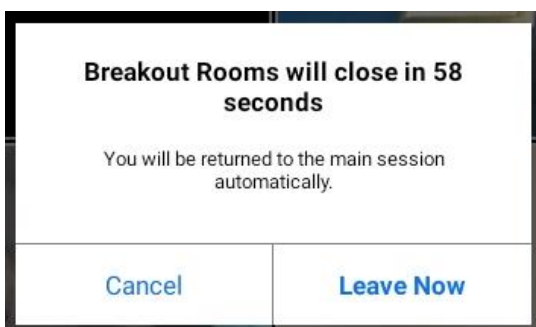 Breakout Rooms will close in 58
seconds
You will be returned to the main session
automatically.
Cancel
Leave Now